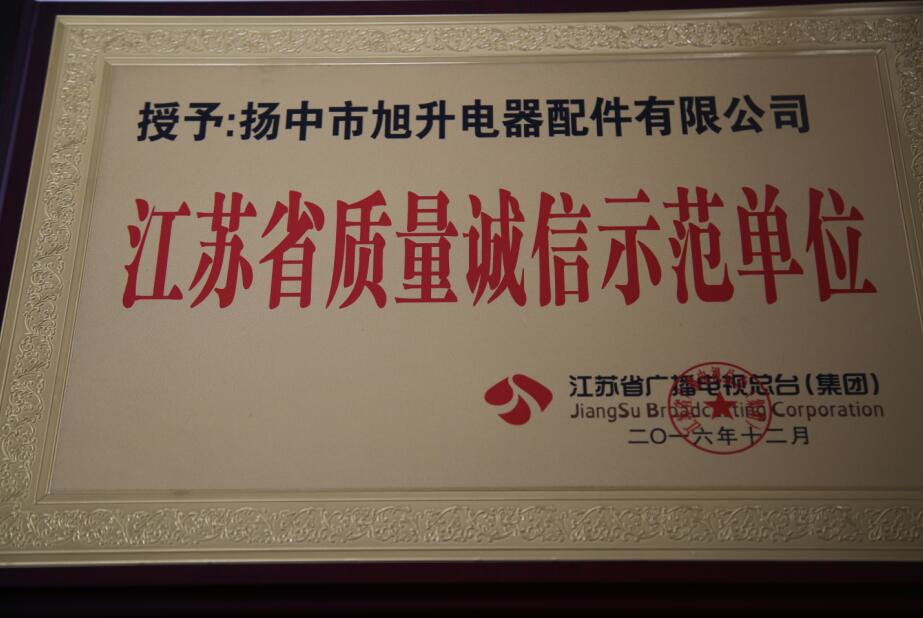 授予:扬中市旭升电器配件有限公司
江苏省质量诚信示范单位
江苏省广播电视总台(集团)
JiangSu Broadcasting Corporation
二〇一六年十二月